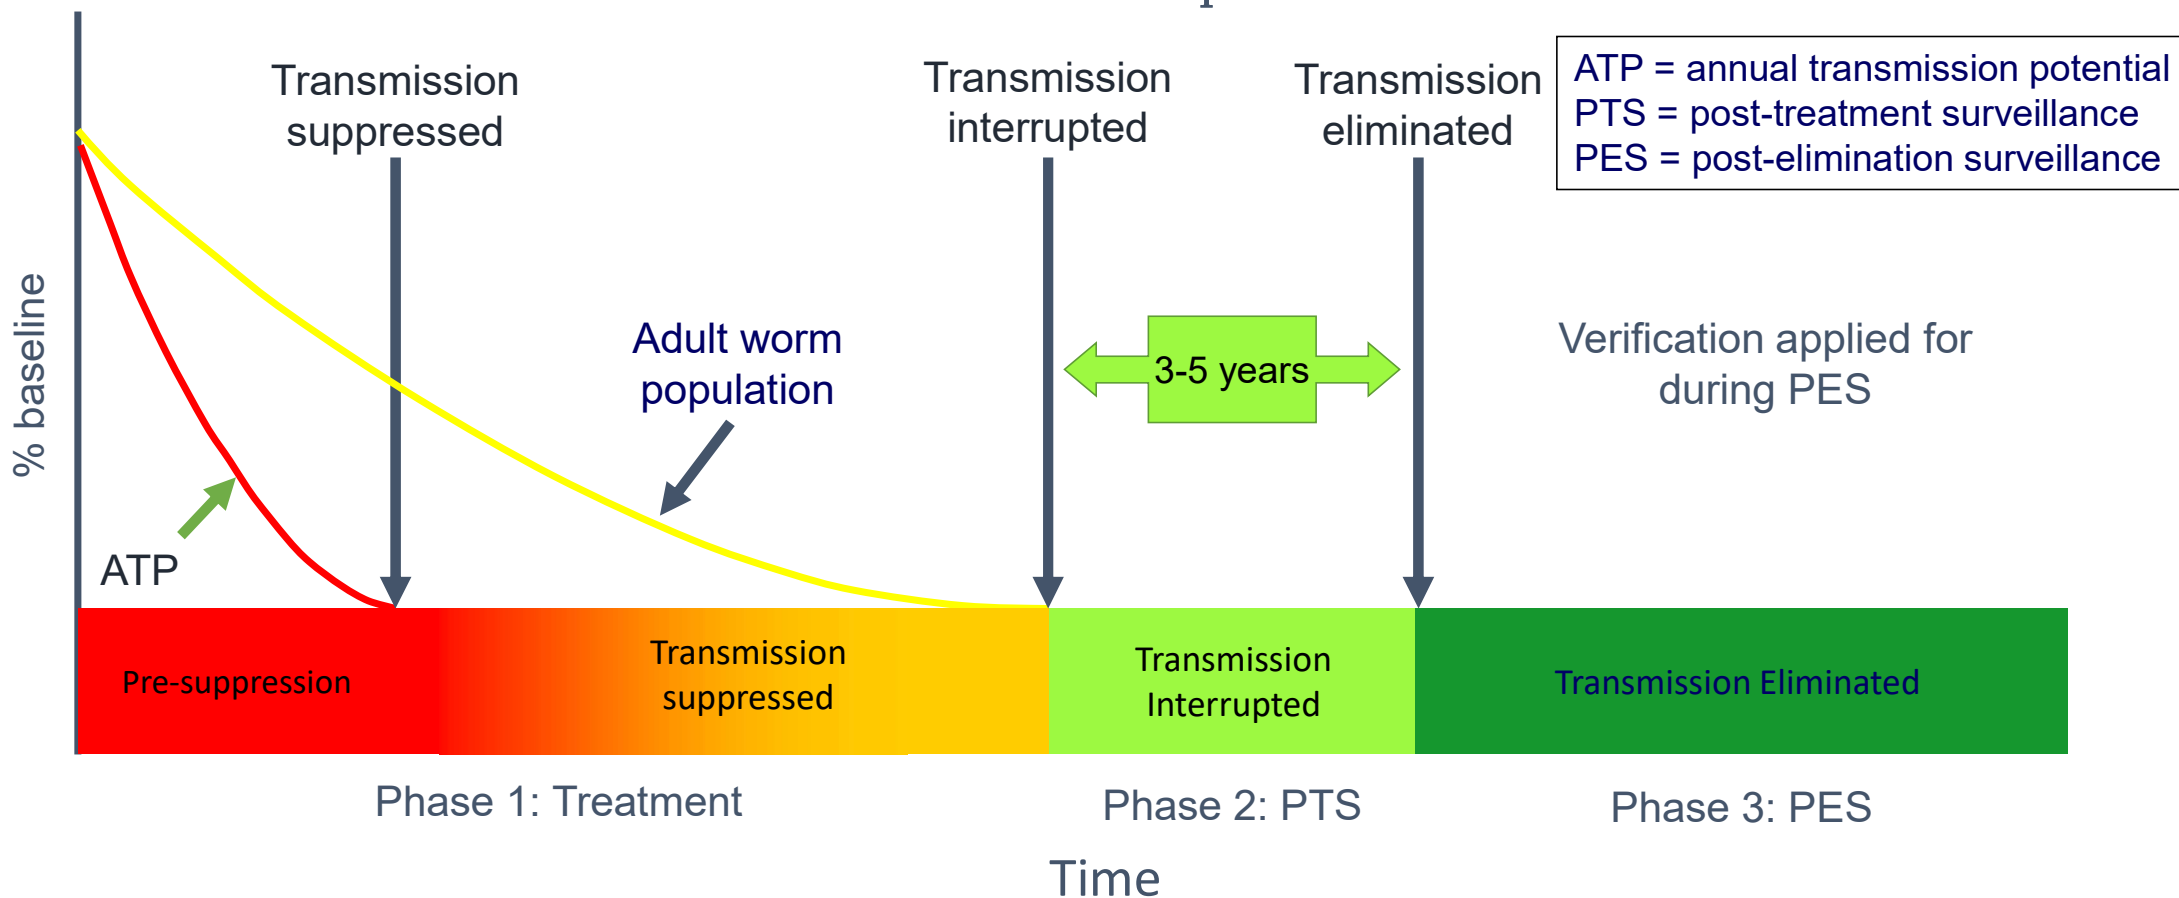 Transmission
suppressed
Transmission
interrupted
Transmission
eliminated
ATP = annual transmission potential
PTS = post-treatment surveillance
PES = post-elimination surveillance
% baseline
Adult worm
population
3-5 years
Verification applied for
during PES
ATP
Pre-suppression
Transmission
suppressed
Transmission
Interrupted
Transmission Eliminated
Phase 1: Treatment
Phase 2: PTS
Phase 3: PES
Time